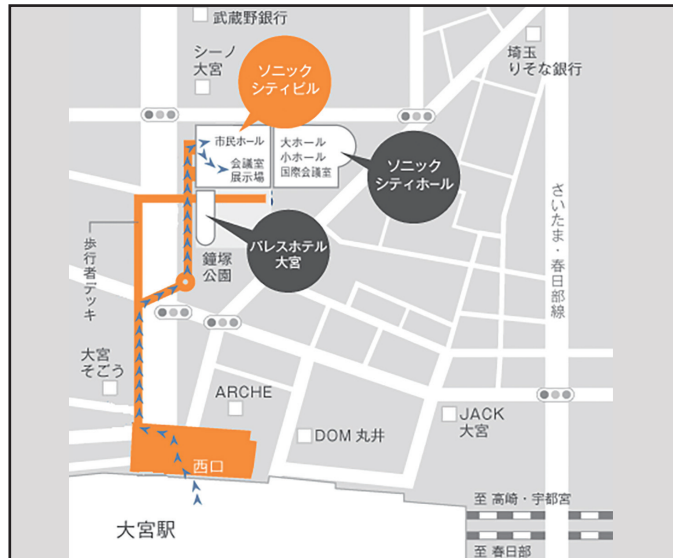 武蔵野銀行
シーノ
大宮
ソニック
シティビル
埼玉
りそな銀行
市民ホール
会議室
展示場
大ホール
小ホール
国際会議室
ソニック
シティホール
パレスホテル
大宮
鐘塚
公園
歩行者デッキ
さいたま・春日部線
大宮
そごう
ARCHE
DOM 丸井
JACK
大宮
西口
大宮駅
至 高崎・宇都宮
至 春日部